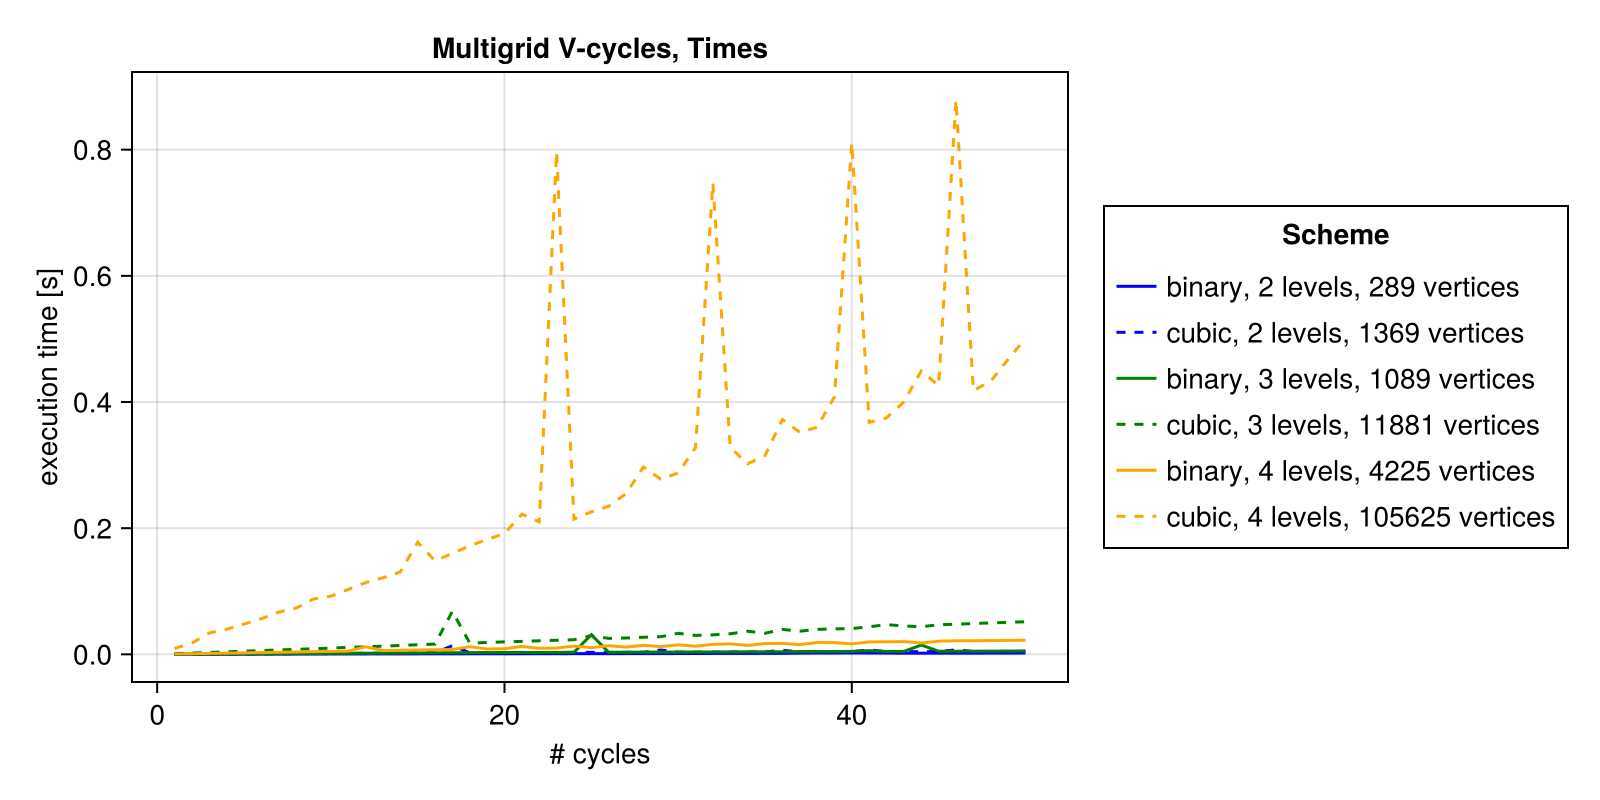 Multigrid V-cycles, Times
execution time [s]
0.8
0.6
0.4
0.2
0.0
0
20
40
# cycles
Scheme
binary, 2 levels, 289 vertices
cubic, 2 levels, 1369 vertices
binary, 3 levels, 1089 vertices
cubic, 3 levels, 11881 vertices
binary, 4 levels, 4225 vertices
cubic, 4 levels, 105625 vertices